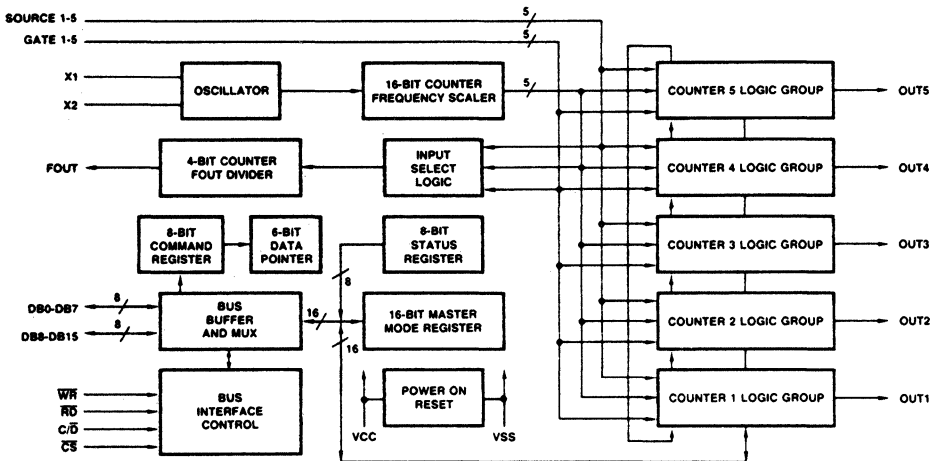 SOURCE 1-5
5
GATE 1-5
5
X1
X2
OSCILLATOR
16-BIT COUNTER
FREQUENCY SCALER
5
COUNTER 5 LOGIC GROUP
OUT5
FOUT
4-BIT COUNTER
FOUT DIVIDER
INPUT
SELECT
LOGIC
COUNTER 4 LOGIC GROUP
OUT4
8-BIT
COMMAND
REGISTER
6-BIT
DATA
POINTER
8-BIT
STATUS
REGISTER
8
COUNTER 3 LOGIC GROUP
OUT3
DB0-DB7
8
DB8-DB15
8
BUS
BUFFER
AND MUX
16
16-BIT MASTER
MODE REGISTER
16
COUNTER 2 LOGIC GROUP
OUT2
WR
RD
C/D
CS
BUS
INTERFACE
CONTROL
POWER ON
RESET
VCC
VSS
COUNTER 1 LOGIC GROUP
OUT1